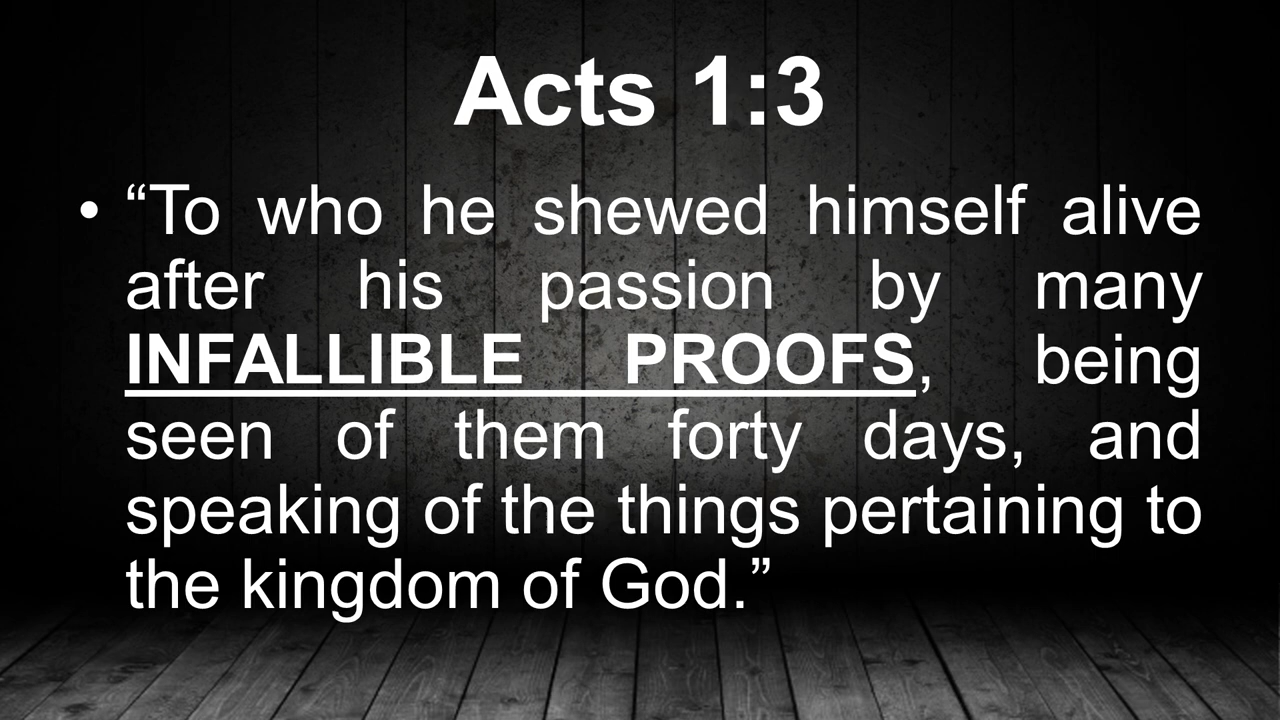 Acts 1:3
• “To who he shewed himself alive
after his passion by many
INFALLIBLE PROOFS, being
seen of them forty days, and
speaking of the things pertaining to
the kingdom of God.”